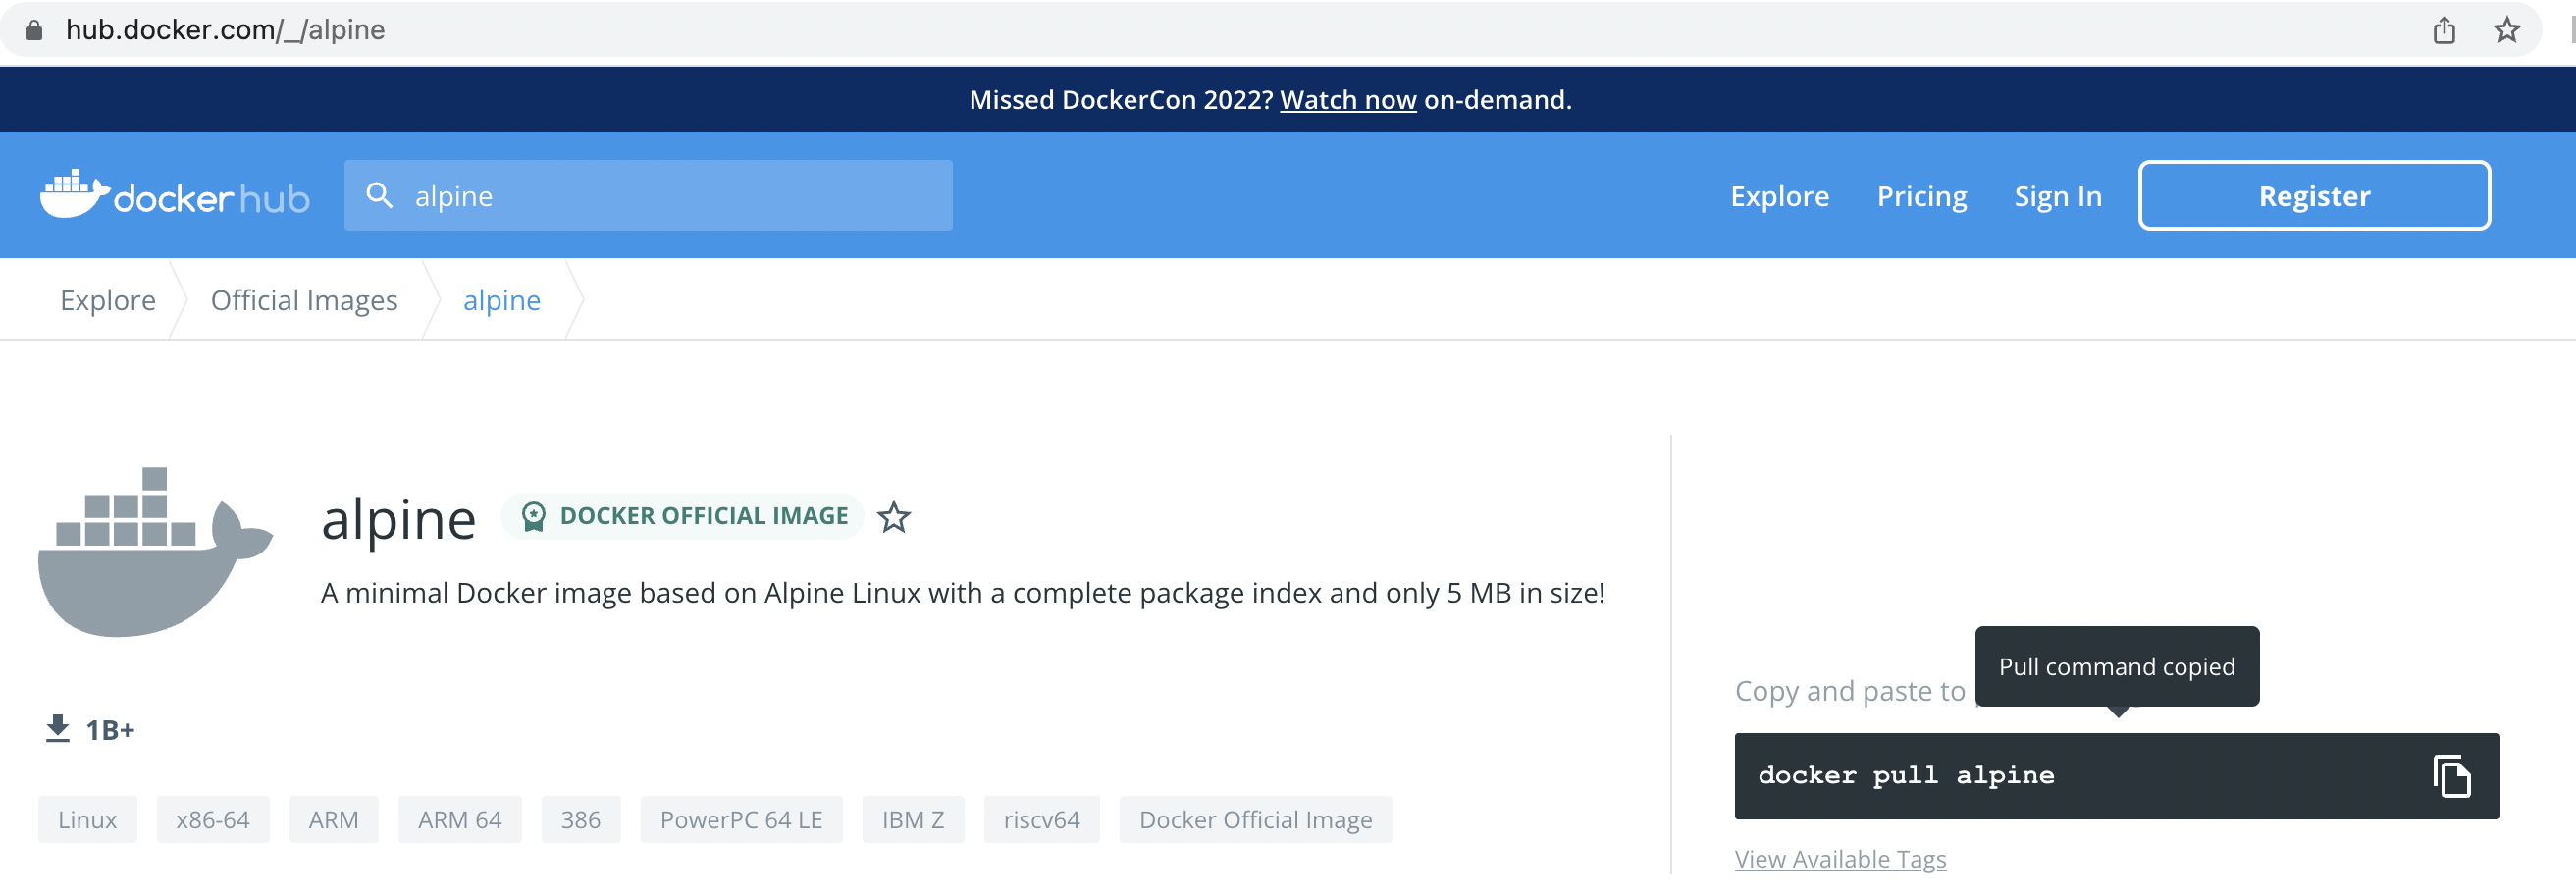 hub.docker.com/_/alpine
Missed DockerCon 2022? Watch now on-demand.
docker hub
alpine
Explore
Pricing
Sign In
Register
Explore
Official Images
alpine
alpine
DOCKER OFFICIAL IMAGE
A minimal Docker image based on Alpine Linux with a complete package index and only 5 MB in size!
1B+
Linux
x86-64
ARM
ARM 64
386
PowerPC 64 LE
IBM Z
riscv64
Docker Official Image
Pull command copied
Copy and paste to
docker pull alpine
View Available Tags